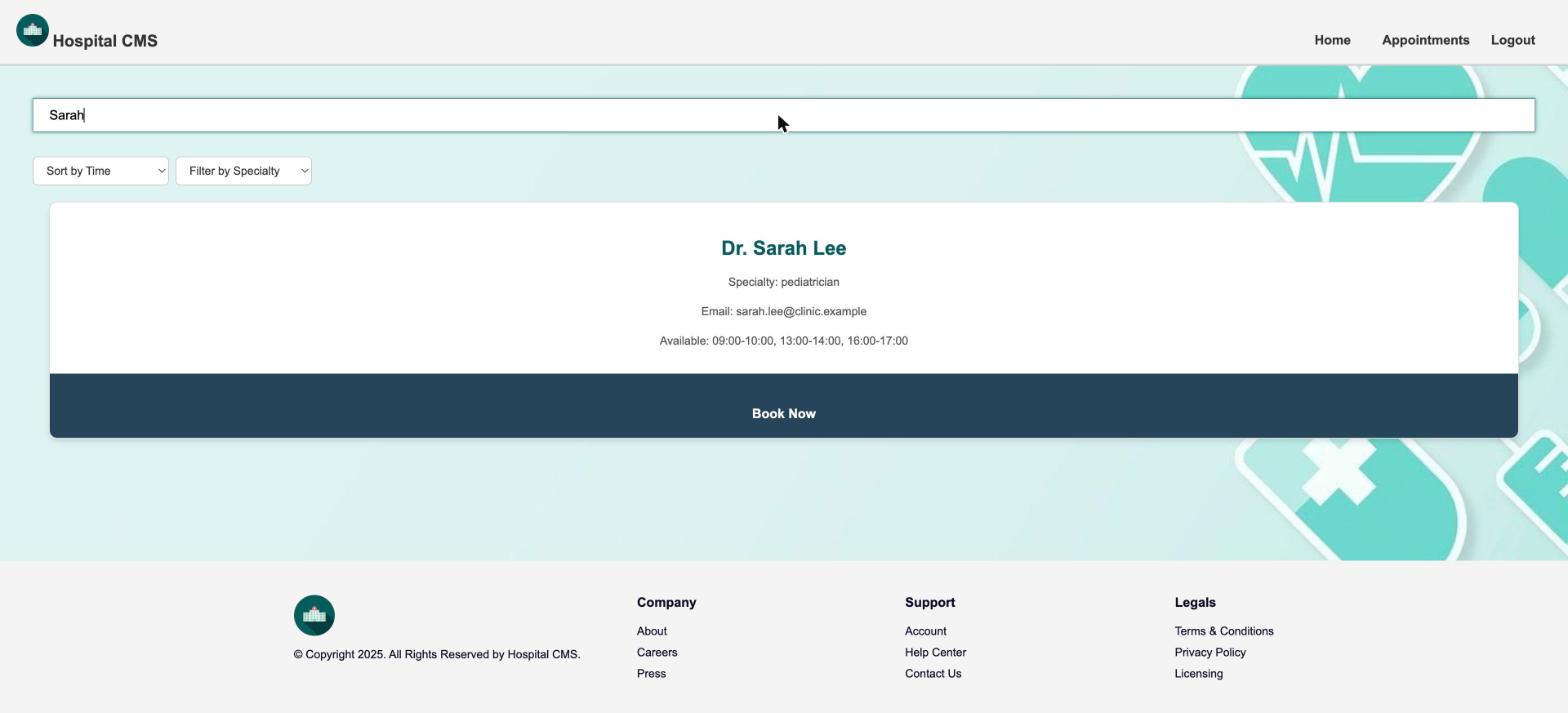 Hospital CMS
Home Appointments Logout
Sarah
Sort by Time Filter by Specialty
Dr. Sarah Lee
Specialty: pediatrician
Email: sarah.lee@clinic.example
Available: 09:00-10:00, 13:00-14:00, 16:00-17:00
Book Now
© Copyright 2025. All Rights Reserved by Hospital CMS.
Company
About
Careers
Press
Support
Account
Help Center
Contact Us
Legals
Terms & Conditions
Privacy Policy
Licensing